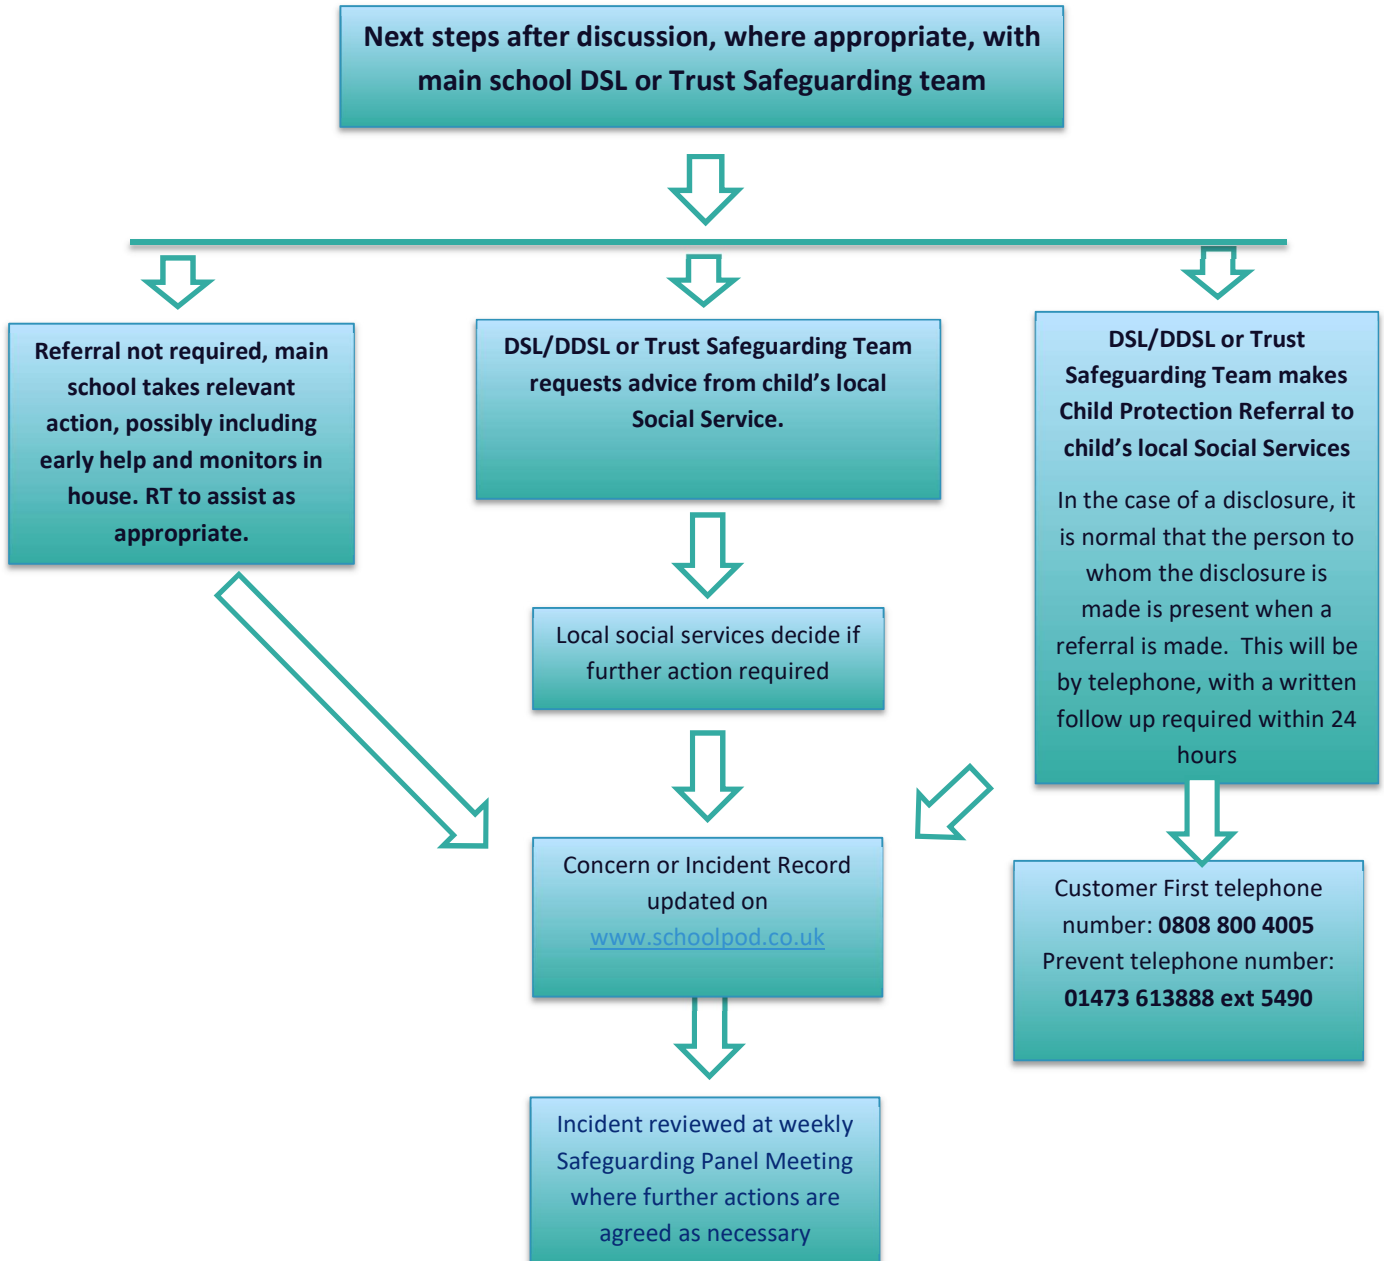 Next steps after discussion, where appropriate, with
main school DSL or Trust Safeguarding team
Referral not required, main
school takes relevant
action, possibly including
early help and monitors in
house. RT to assist as
appropriate.
DSL/DDSL or Trust Safeguarding Team
requests advice from child’s local
Social Service.
DSL/DDSL or Trust
Safeguarding Team makes
Child Protection Referral to
child’s local Social Services
In the case of a disclosure, it
is normal that the person to
whom the disclosure is
made is present when a
referral is made.  This will be
by telephone, with a written
follow up required within 24
hours
Local social services decide if
further action required
Concern or Incident Record
updated on
www.schoolpod.co.uk
Customer First telephone
number: 0808 800 4005
Prevent telephone number:
01473 613888 ext 5490
Incident reviewed at weekly
Safeguarding Panel Meeting
where further actions are
agreed as necessary